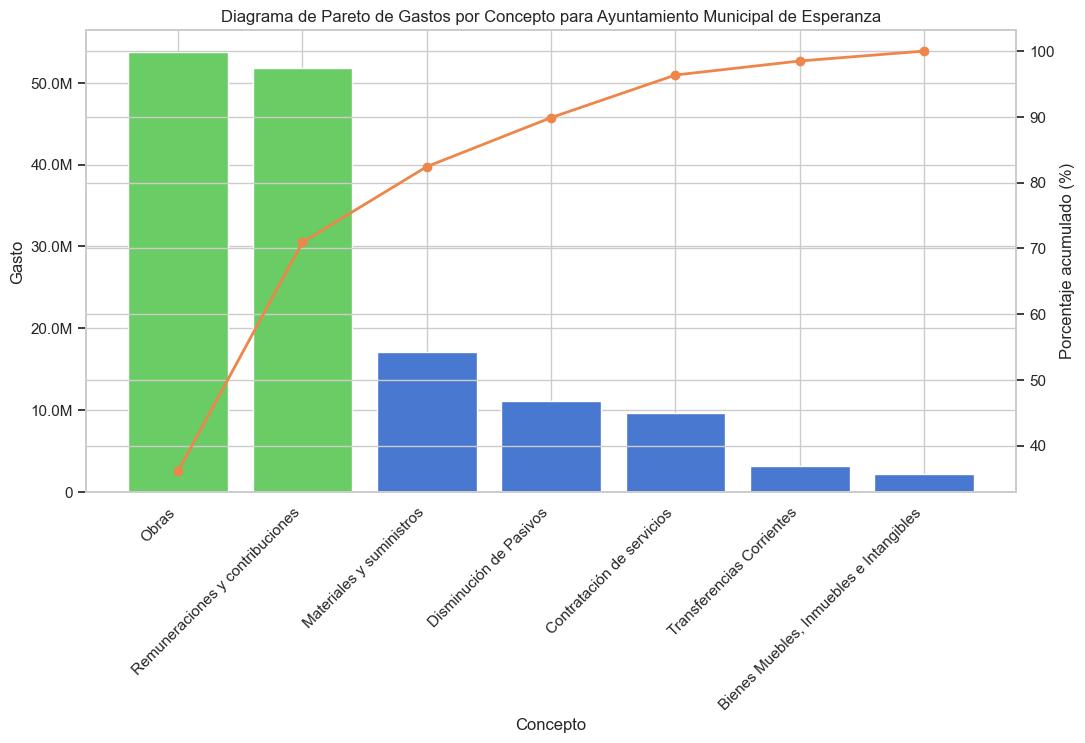 Diagrama de Pareto de Gastos por Concepto para Ayuntamiento Municipal de Esperanza
Gasto
50.0M
40.0M
30.0M
20.0M
10.0M
0
100
90
80
70
60
50
40
Porcentaje acumulado (%)
Obras
Remuneraciones y contribuciones
Materiales y suministros
Disminución de Pasivos
Contratación de servicios
Transferencias Corrientes
Bienes Muebles, Inmuebles e Intangibles
Concepto